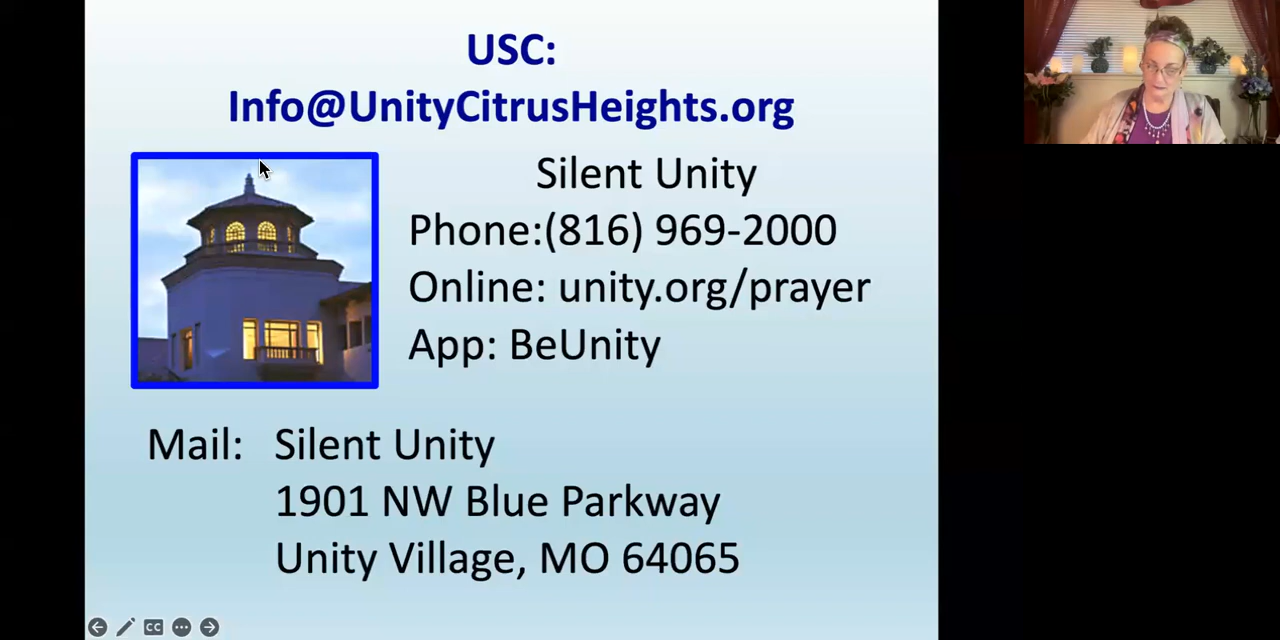 USC:
Info@UnityCitrusHeights.org
Silent Unity
Phone:(816) 969-2000
Online: unity.org/prayer
App: BeUnity
Mail: Silent Unity
1901 NW Blue Parkway
Unity Village, MO 64065
CC